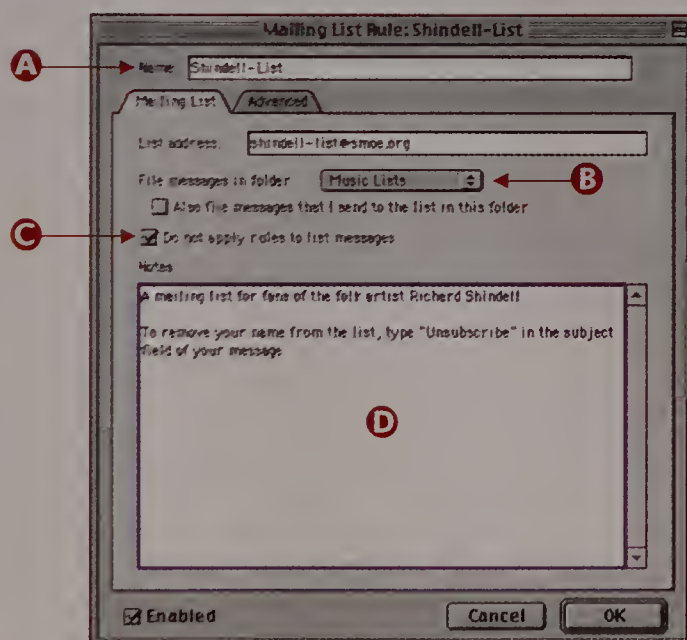 Mailing List Rule: Shindell-List
A
Name: Shindell-List
Mailing List Advanced
List address: shindell-list@smoe.org
File messages in folder Music Lists B
Also file messages that I send to the list in this folder
C
Do not apply rules to list messages
Notes
A mailing list for fans of the folk artist Richard Shindell
To remove your name from the list, type "Unsubscribe" in the subject
field of your message
D
Enabled Cancel OK